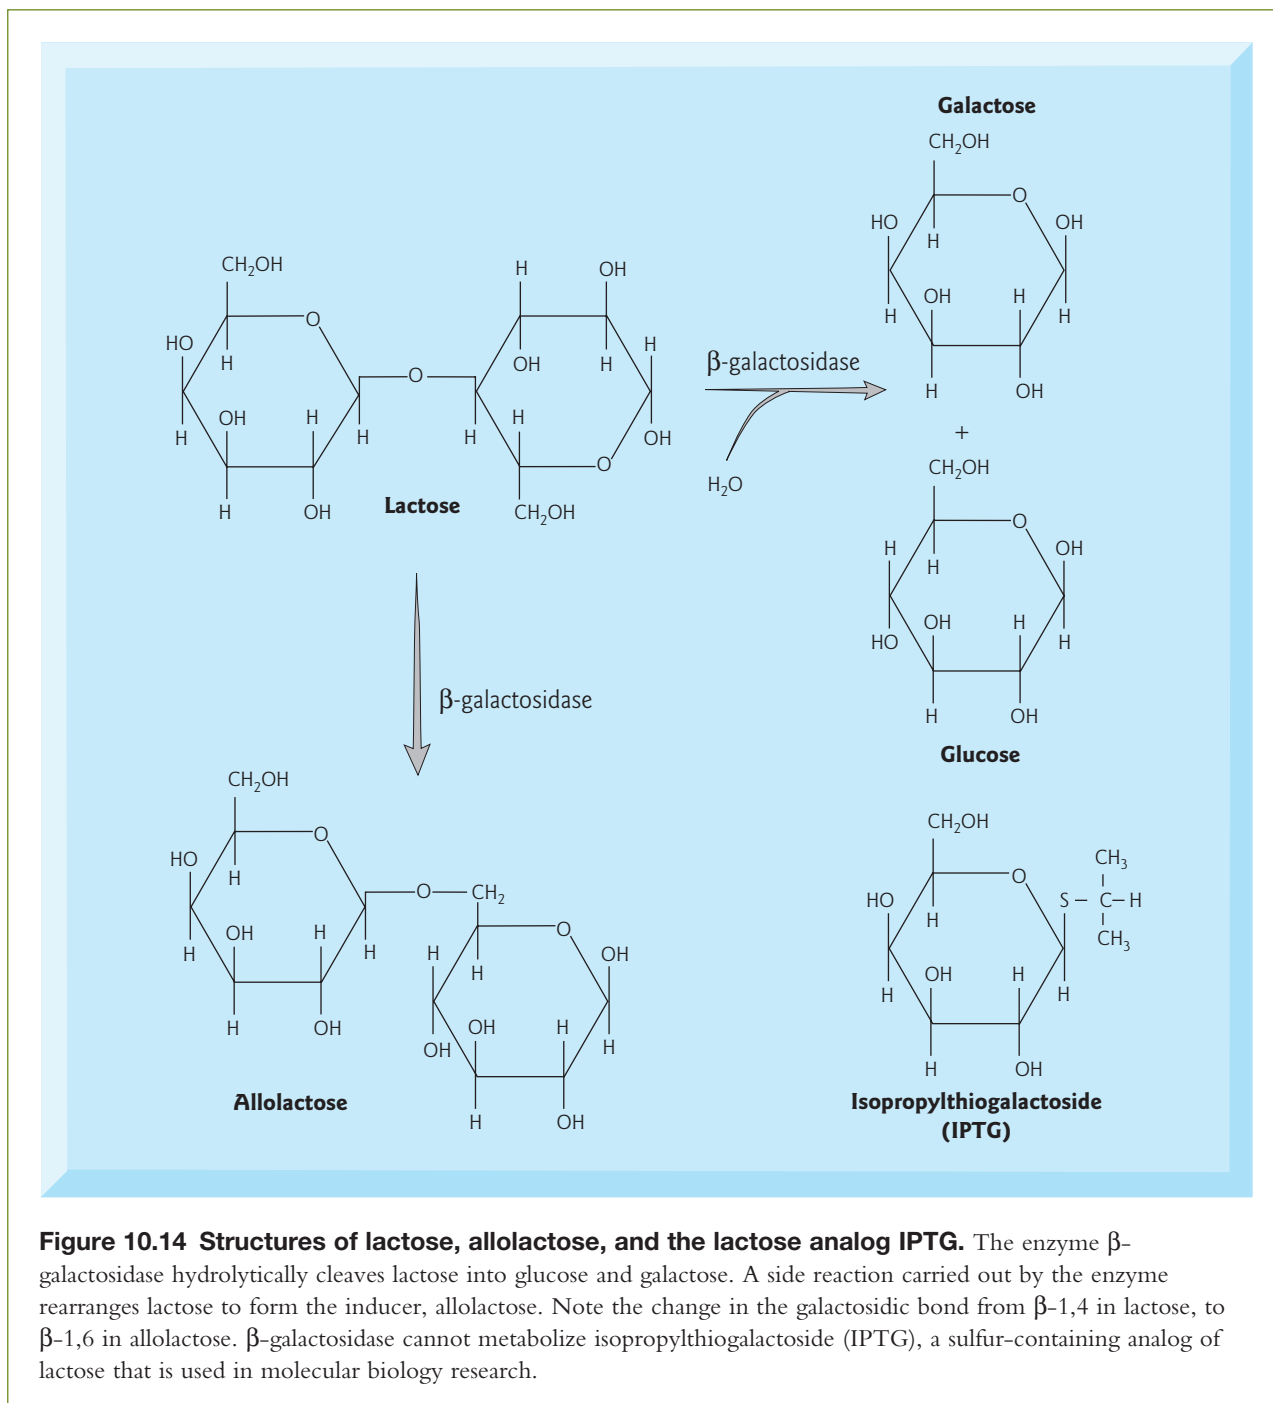 Galactose
CH₂OH
O
HO
OH
H
OH
H
H
H
H
OH
+
CH₂OH
O
H
OH
H
OH
H
HO
H
H
OH
Glucose
CH₂OH
O
HO
H
OH
H
H
H
H
OH
O
H
OH
OH
H
H
H
H
OH
O
CH₂OH
Lactose
β-galactosidase
H₂O
β-galactosidase
CH₂OH
O
HO
H
OH
H
H
H
H
OH
O
CH₂
O
H
H
OH
OH
H
OH
H
H
OH
Allolactose
CH₂OH
O
HO
H
OH
H
H
H
H
OH
CH₃
S – C – H
CH₃
Isopropylthiogalactoside
(IPTG)
Figure 10.14 Structures of lactose, allolactose, and the lactose analog IPTG. The enzyme β-
galactosidase hydrolytically cleaves lactose into glucose and galactose. A side reaction carried out by the enzyme
rearranges lactose to form the inducer, allolactose. Note the change in the galactosidic bond from β-1,4 in lactose, to
β-1,6 in allolactose. β-galactosidase cannot metabolize isopropylthiogalactoside (IPTG), a sulfur-containing analog of
lactose that is used in molecular biology research.